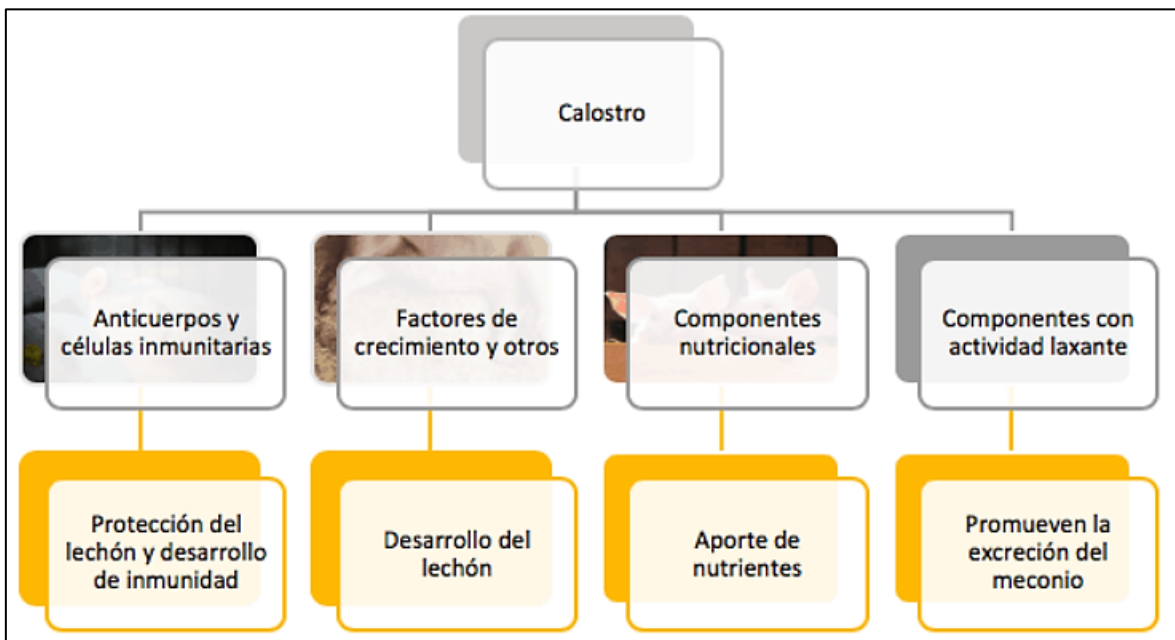 Calostro
Anticuerpos y
células inmunitarias
Factores de
crecimiento y otros
Componentes
nutricionales
Componentes con
actividad laxante
Protección del
lechón y desarrollo
de inmunidad
Desarrollo del
lechón
Aporte de
nutrientes
Promueven la
excreción del
meconio